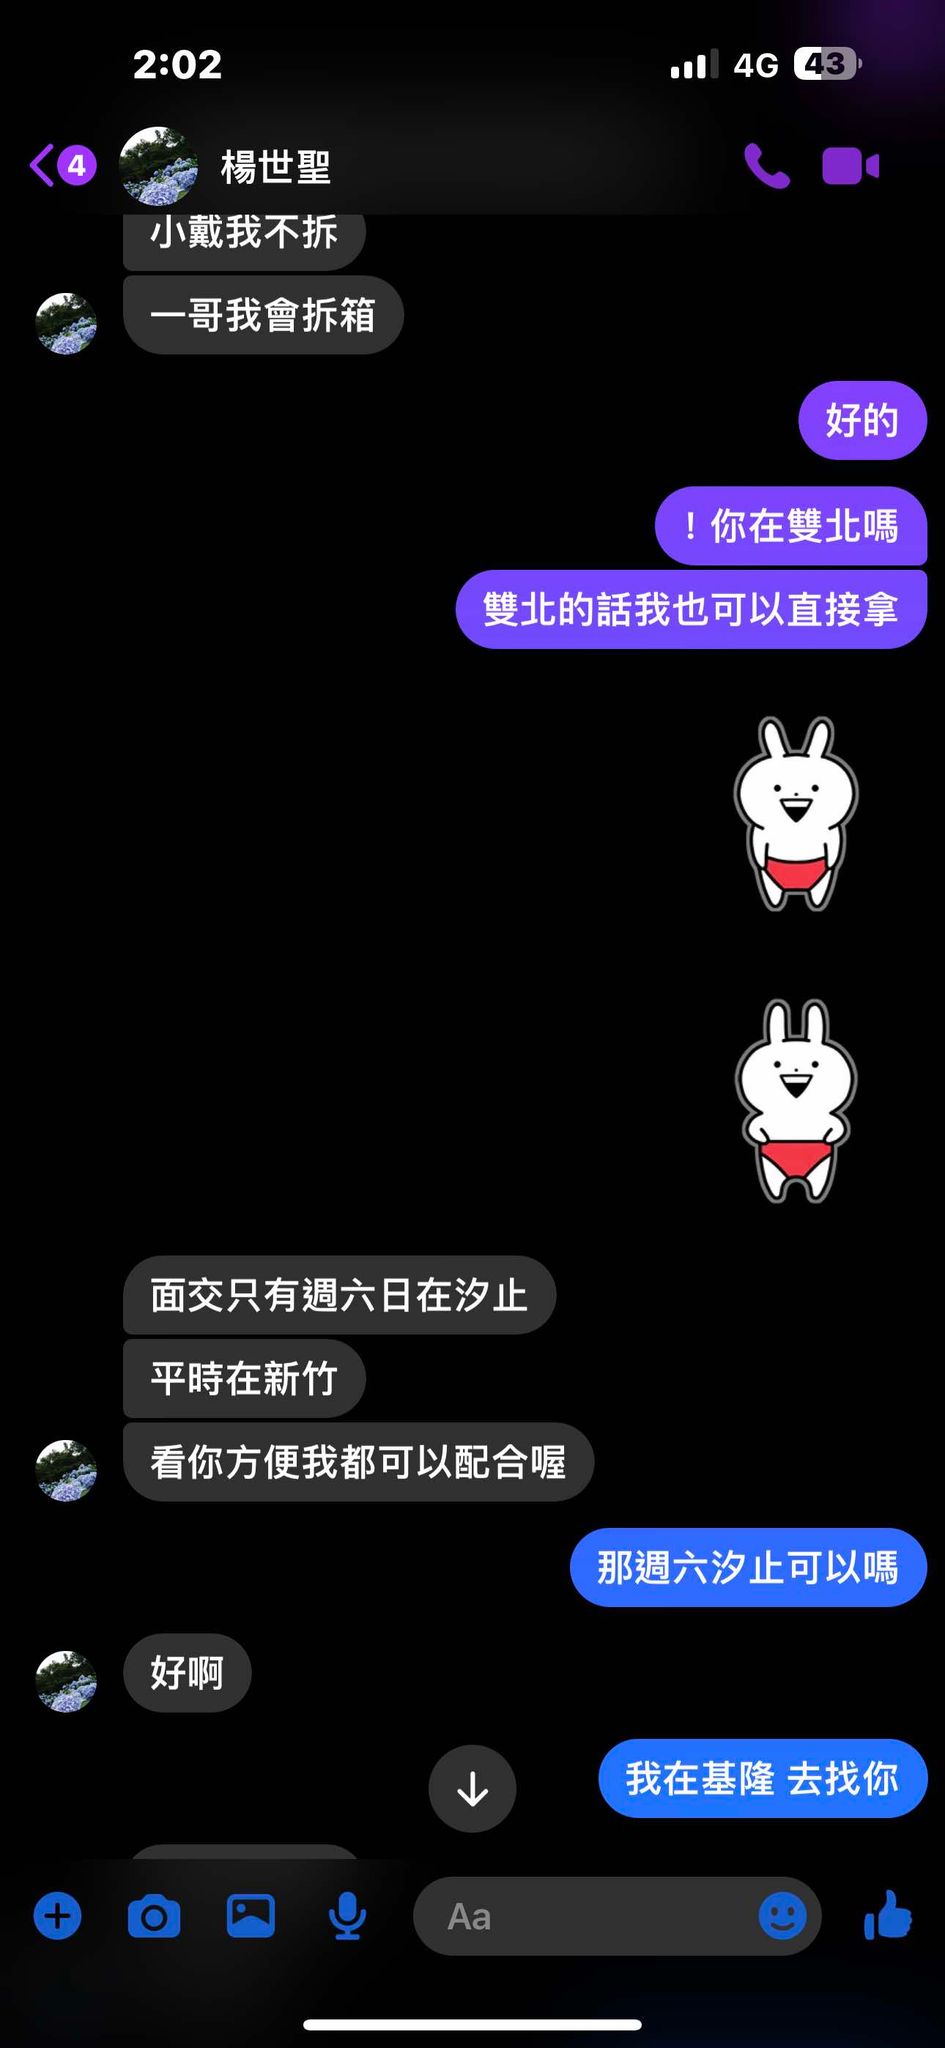 2:02
4G
43
4
楊世聖
小戴我不拆
一哥我會拆箱
好的
！你在雙北嗎
雙北的話我也可以直接拿
面交只有週六日在汐止
平時在新竹
看你方便我都可以配合喔
那週六汐止可以嗎
好啊
我在基隆 去找你
Aa